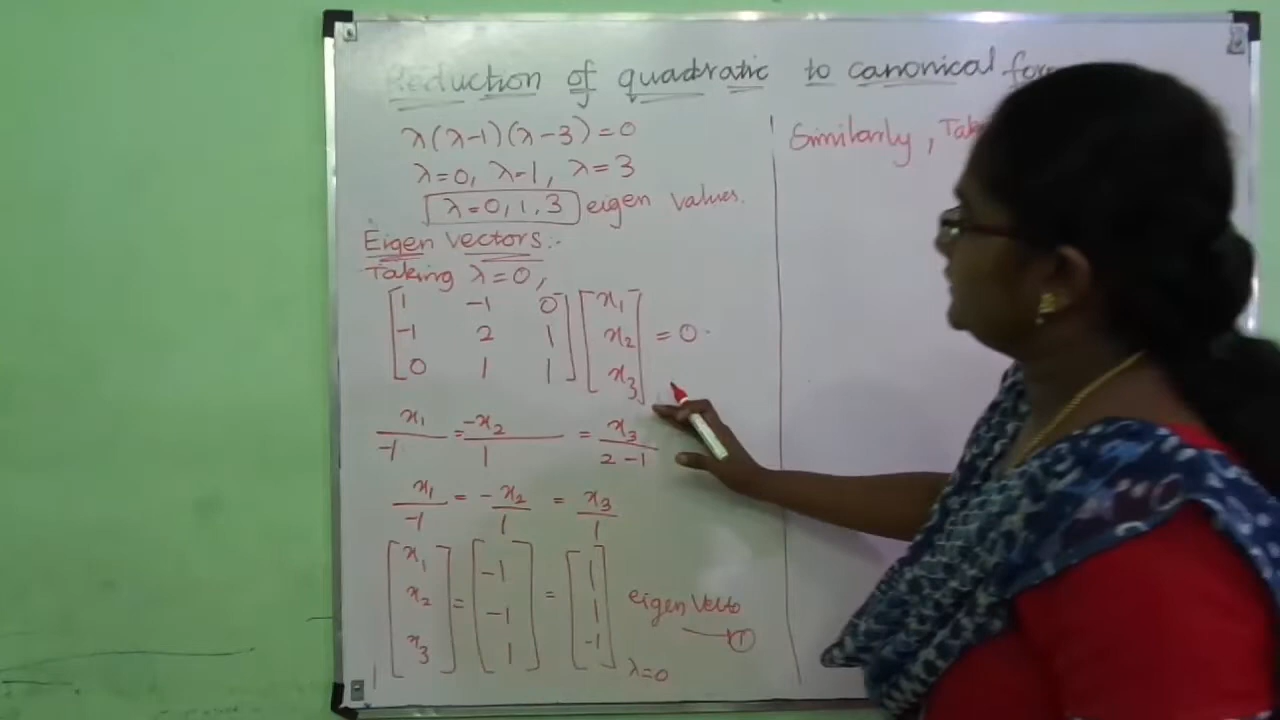 Reduction of quadratic to canonical
λ(λ-1)(λ-3)=0
λ=0, λ=1, λ=3
λ=0,1,3 eigen values.
Eigen vectors:-
Taking λ=0,
1 -1 0 x1
-1 2 1 x2 = 0
0 1 1 x3
x1/-1 = -x2/1 = x3/2-1
x1/-1 = -x2/1 = x3/1
x1 -1 1
x2 = -1 = 1 eigen vecto
x3 1 -1 ①
λ=0
Similarly,